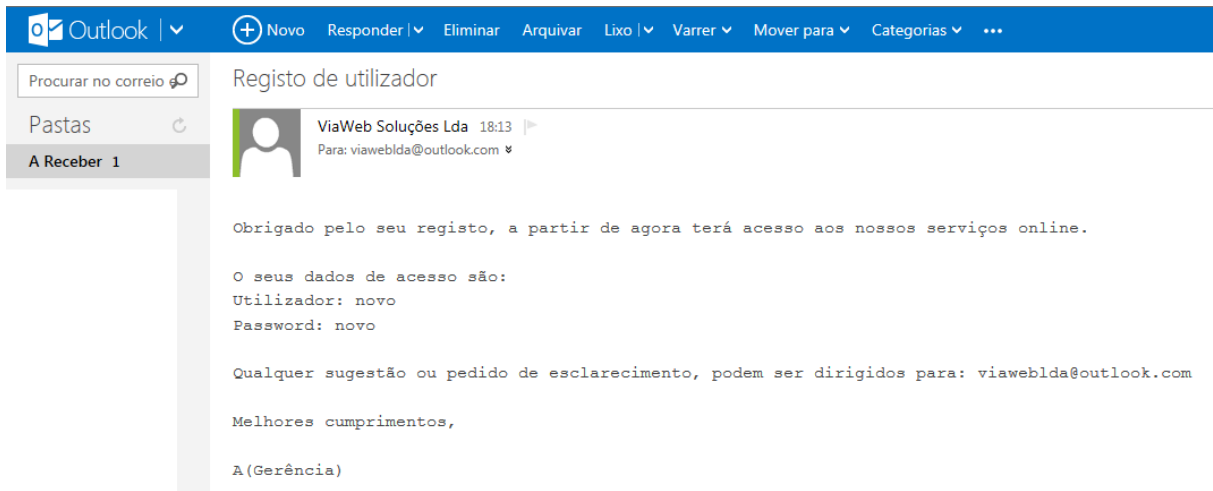 Outlook
Novo Responder Eliminar Arquivar Lixo Varrer Mover para Categorias •••
Procurar no correio e
Registo de utilizador
Pastas
A Receber 1
ViaWeb Soluções Lda 18:13
Para: viaweblda@outlook.com
Obrigado pelo seu registo, a partir de agora terá acesso aos nossos serviços online.
O seus dados de acesso são:
Utilizador: novo
Password: novo
Qualquer sugestão ou pedido de esclarecimento, podem ser dirigidos para: viaweblda@outlook.com
Melhores cumprimentos,
A(Gerência)